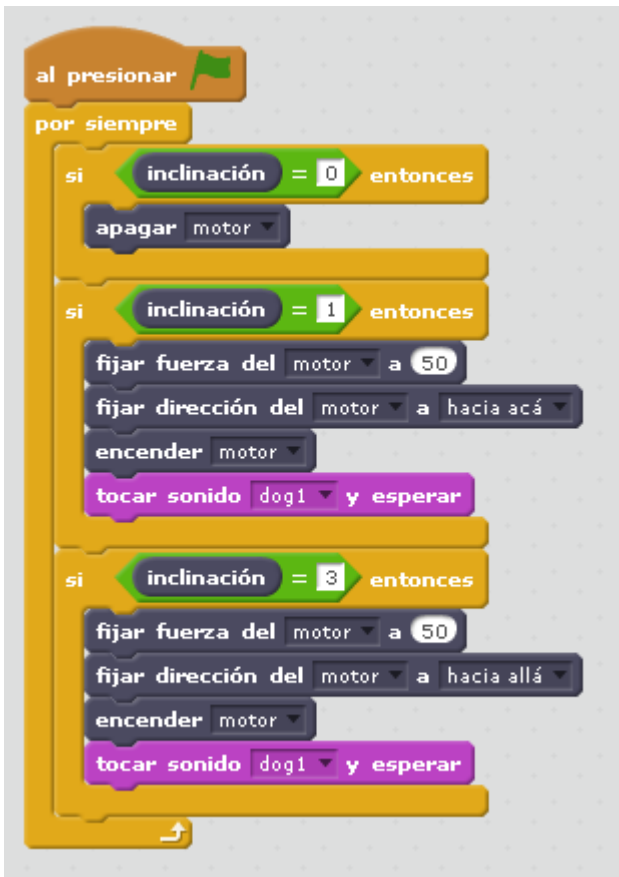 al presionar
por siempre
si inclinación = 0 entonces
apagar motor
si inclinación = 1 entonces
fijar fuerza del motor a 50
fijar dirección del motor a hacia acá
encender motor
tocar sonido dog1 y esperar
si inclinación = 3 entonces
fijar fuerza del motor a 50
fijar dirección del motor a hacia allá
encender motor
tocar sonido dog1 y esperar